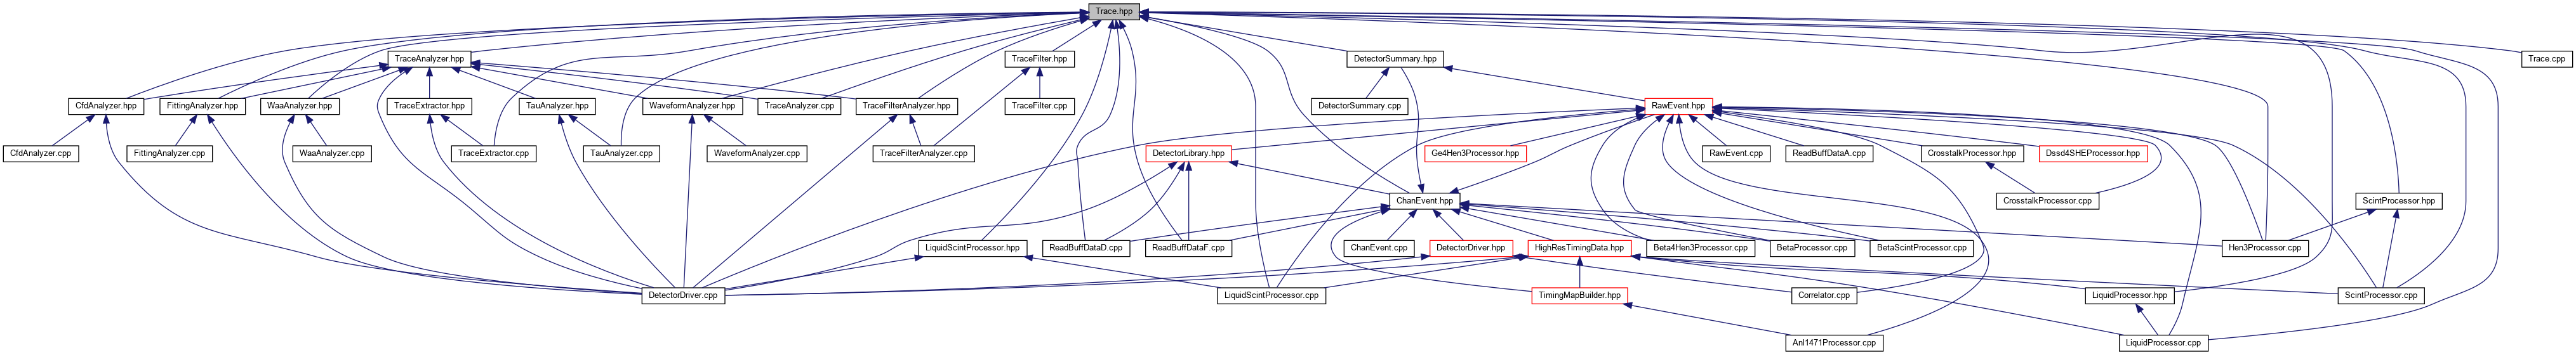 Trace.hpp
TraceAnalyzer.hpp
TraceFilter.hpp
DetectorSummary.hpp
Trace.cpp
CfdAnalyzer.hpp
FittingAnalyzer.hpp
WaaAnalyzer.hpp
TraceExtractor.hpp
TauAnalyzer.hpp
WaveformAnalyzer.hpp
TraceAnalyzer.cpp
TraceFilterAnalyzer.hpp
TraceFilter.cpp
DetectorSummary.cpp
RawEvent.hpp
CfdAnalyzer.cpp
FittingAnalyzer.cpp
WaaAnalyzer.cpp
TraceExtractor.cpp
TauAnalyzer.cpp
WaveformAnalyzer.cpp
TraceFilterAnalyzer.cpp
DetectorLibrary.hpp
Ge4Hen3Processor.hpp
RawEvent.cpp
ReadBuffDataA.cpp
CrosstalkProcessor.hpp
Dssd4SHEProcessor.hpp
ChanEvent.hpp
CrosstalkProcessor.cpp
ScintProcessor.hpp
LiquidScintProcessor.hpp
ReadBuffDataD.cpp
ReadBuffDataF.cpp
ChanEvent.cpp
DetectorDriver.hpp
HighResTimingData.hpp
Beta4Hen3Processor.cpp
BetaProcessor.cpp
BetaScintProcessor.cpp
Hen3Processor.cpp
DetectorDriver.cpp
LiquidScintProcessor.cpp
TimingMapBuilder.hpp
Correlator.cpp
LiquidProcessor.hpp
ScintProcessor.cpp
Anl1471Processor.cpp
LiquidProcessor.cpp